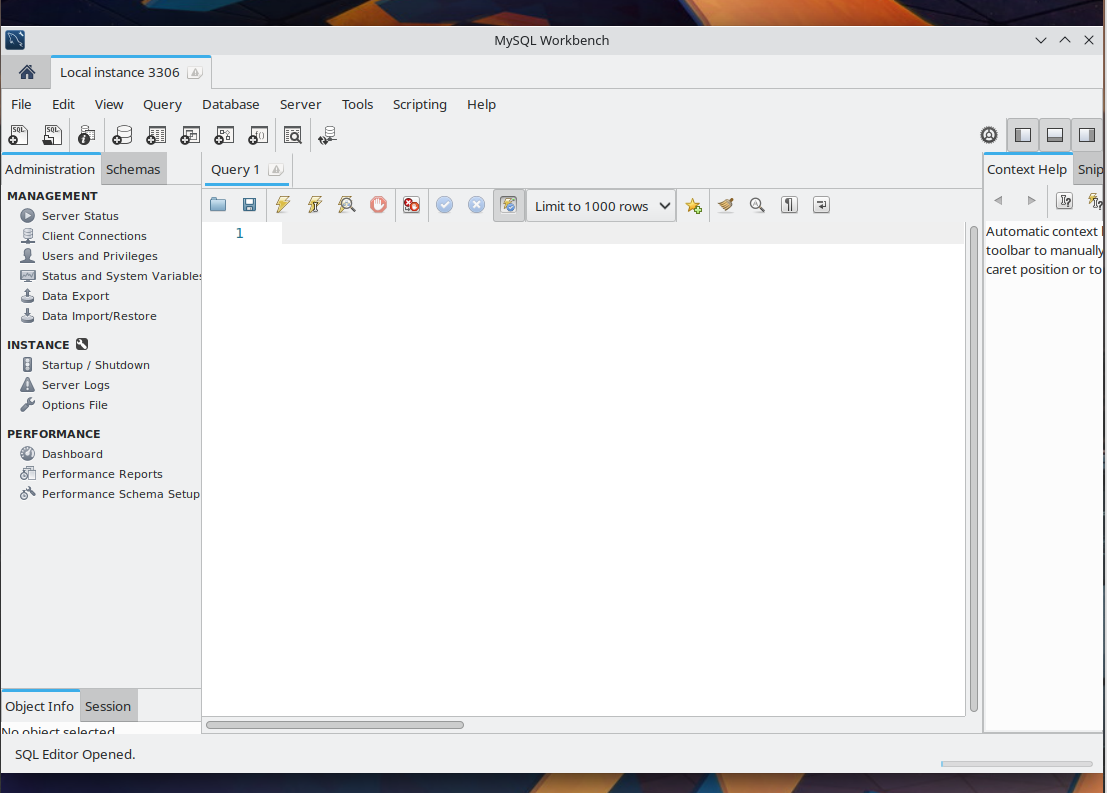 MySQL Workbench
Local instance 3306
File Edit View Query Database Server Tools Scripting Help
Administration Schemas
Query 1
Context Help Snip
MANAGEMENT
Server Status
Client Connections
Users and Privileges
Status and System Variables
Data Export
Data Import/Restore
INSTANCE
Startup / Shutdown
Server Logs
Options File
PERFORMANCE
Dashboard
Performance Reports
Performance Schema Setup
Limit to 1000 rows
1
Automatic context
toolbar to manually
caret position or to
Object Info Session
No object selected
SQL Editor Opened.